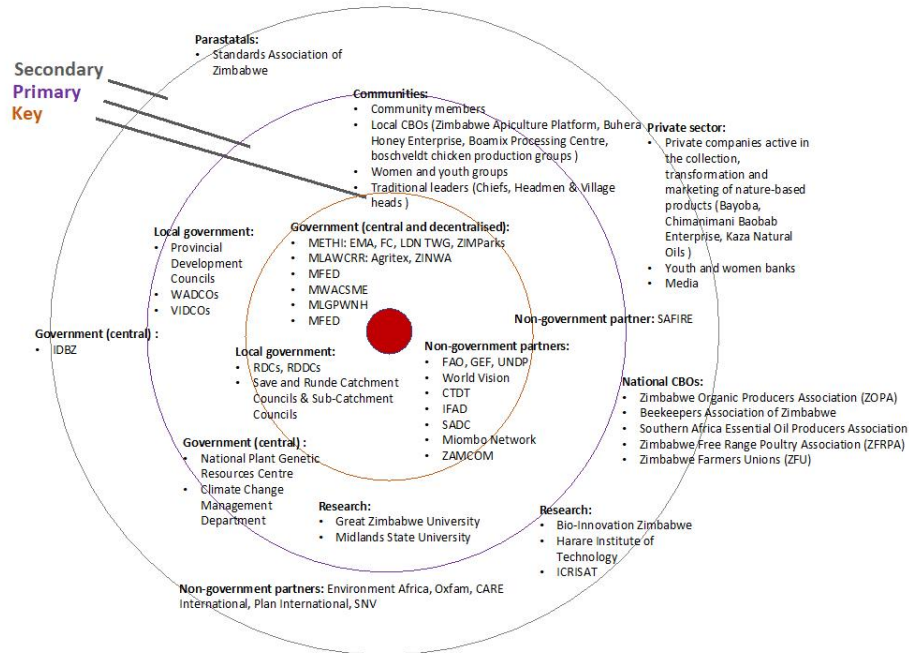 Parastatals:
• Standards Association of
Zimbabwe
Secondary
Primary
Key
Communities:
• Community members
• Local CBOs (Zimbabwe Apiculture Platform, Buhera
Honey Enterprise, Boamix Processing Centre,
boschveldt chicken production groups )
• Women and youth groups
• Traditional leaders (Chiefs, Headmen & Village
heads )
Private sector:
• Private companies active in
the collection,
transformation and
marketing of nature-based
products (Bayoba,
Chimanimani Baobab
Enterprise, Kaza Natural
Oils )
• Youth and women banks
• Media
Local government:
• Provincial
Development
Councils
• WADCOs
• VIDCOs
Government (central and decentralised):
• METHI: EMA, FC, LDN TWG, ZIMParks
• MLAWCRR: Agritex, ZINWA
• MFED
• MWACSME
• MLGPWNH
• MFED
Non-government partner: SAFIRE
Government (central) :
• IDBZ
Local government:
• RDCs, RDDCs
• Save and Runde Catchment
Councils & Sub-Catchment
Councils
Non-government partners:
• FAO, GEF, UNDP
• World Vision
• CTDT
• IFAD
• SADC
• Miombo Network
• ZAMCOM
National CBOs:
• Zimbabwe Organic Producers Association (ZOPA)
• Beekeepers Association of Zimbabwe
• Southern Africa Essential Oil Producers Association
• Zimbabwe Free Range Poultry Association (ZFRPA)
• Zimbabwe Farmers Unions (ZFU)
Government (central) :
• National Plant Genetic
Resources Centre
• Climate Change
Management
Department
Research:
• Great Zimbabwe University
• Midlands State University
Research:
• Bio-Innovation Zimbabwe
• Harare Institute of
Technology
• ICRISAT
Non-government partners: Environment Africa, Oxfam, CARE
International, Plan International, SNV